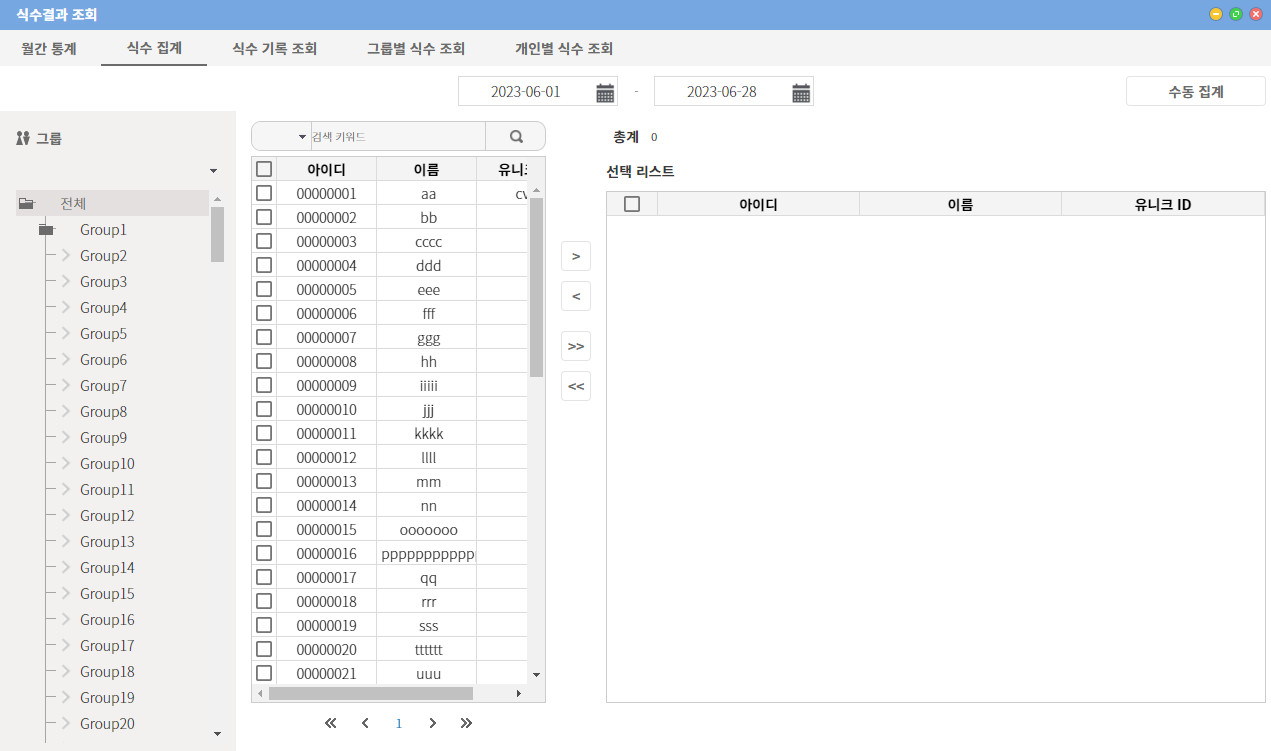 식수결과 조회
월간 통계 식수 집계 식수 기록 조회 그룹별 식수 조회 개인별 식수 조회
2023-06-01 - 2023-06-28 수동 집계
그룹
검색 키워드
총계 0
선택 리스트
아이디 이름 유니크 ID
전체
Group1
Group2
Group3
Group4
Group5
Group6
Group7
Group8
Group9
Group10
Group11
Group12
Group13
Group14
Group15
Group16
Group17
Group18
Group19
Group20
아이디 이름
00000001 aa
00000002 bb
00000003 cccc
00000004 ddd
00000005 eee
00000006 fff
00000007 ggg
00000008 hh
00000009 iiiii
00000010 jjj
00000011 kkkk
00000012 llll
00000013 mm
00000014 nn
00000015 ooooooo
00000016
00000017 qq
00000018 rrr
00000019 sss
00000020 tttttt
00000021 uuu
>
<
>>
<<
1